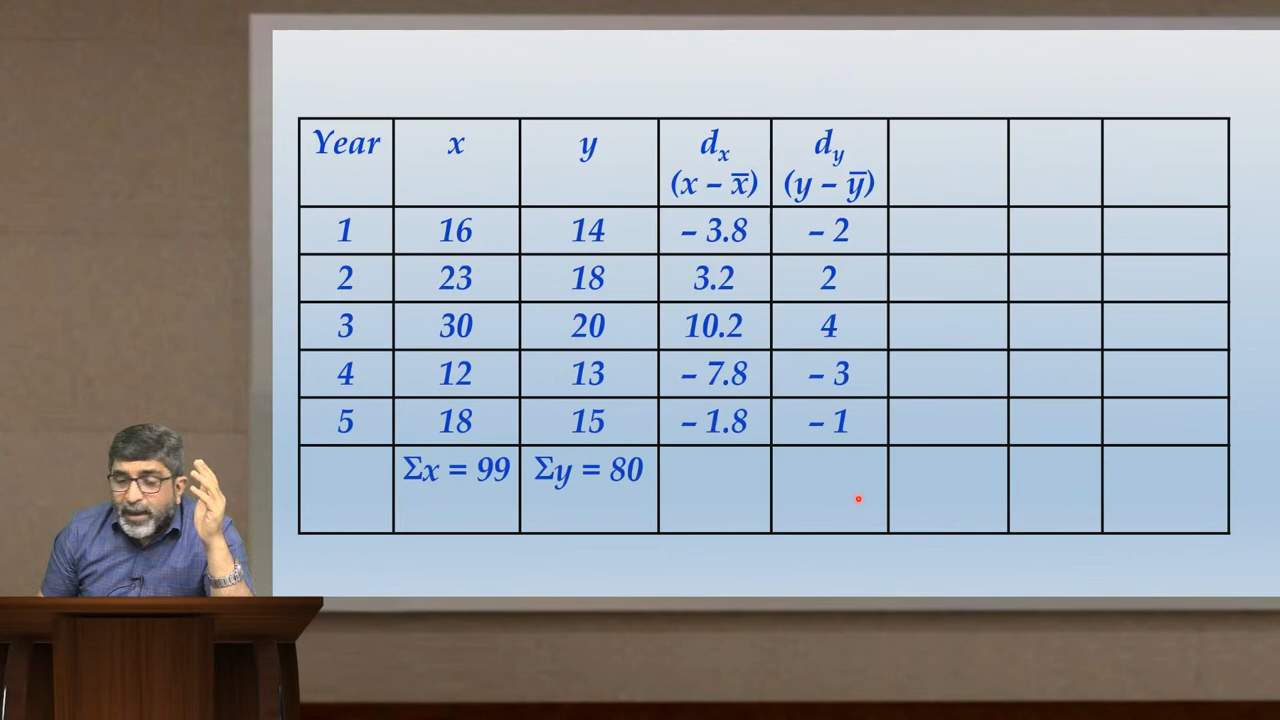 Year x y dx dy
(x – x̅) (y – y̅)
1 16 14 – 3.8 – 2
2 23 18 3.2 2
3 30 20 10.2 4
4 12 13 – 7.8 – 3
5 18 15 – 1.8 – 1
Σx = 99 Σy = 80